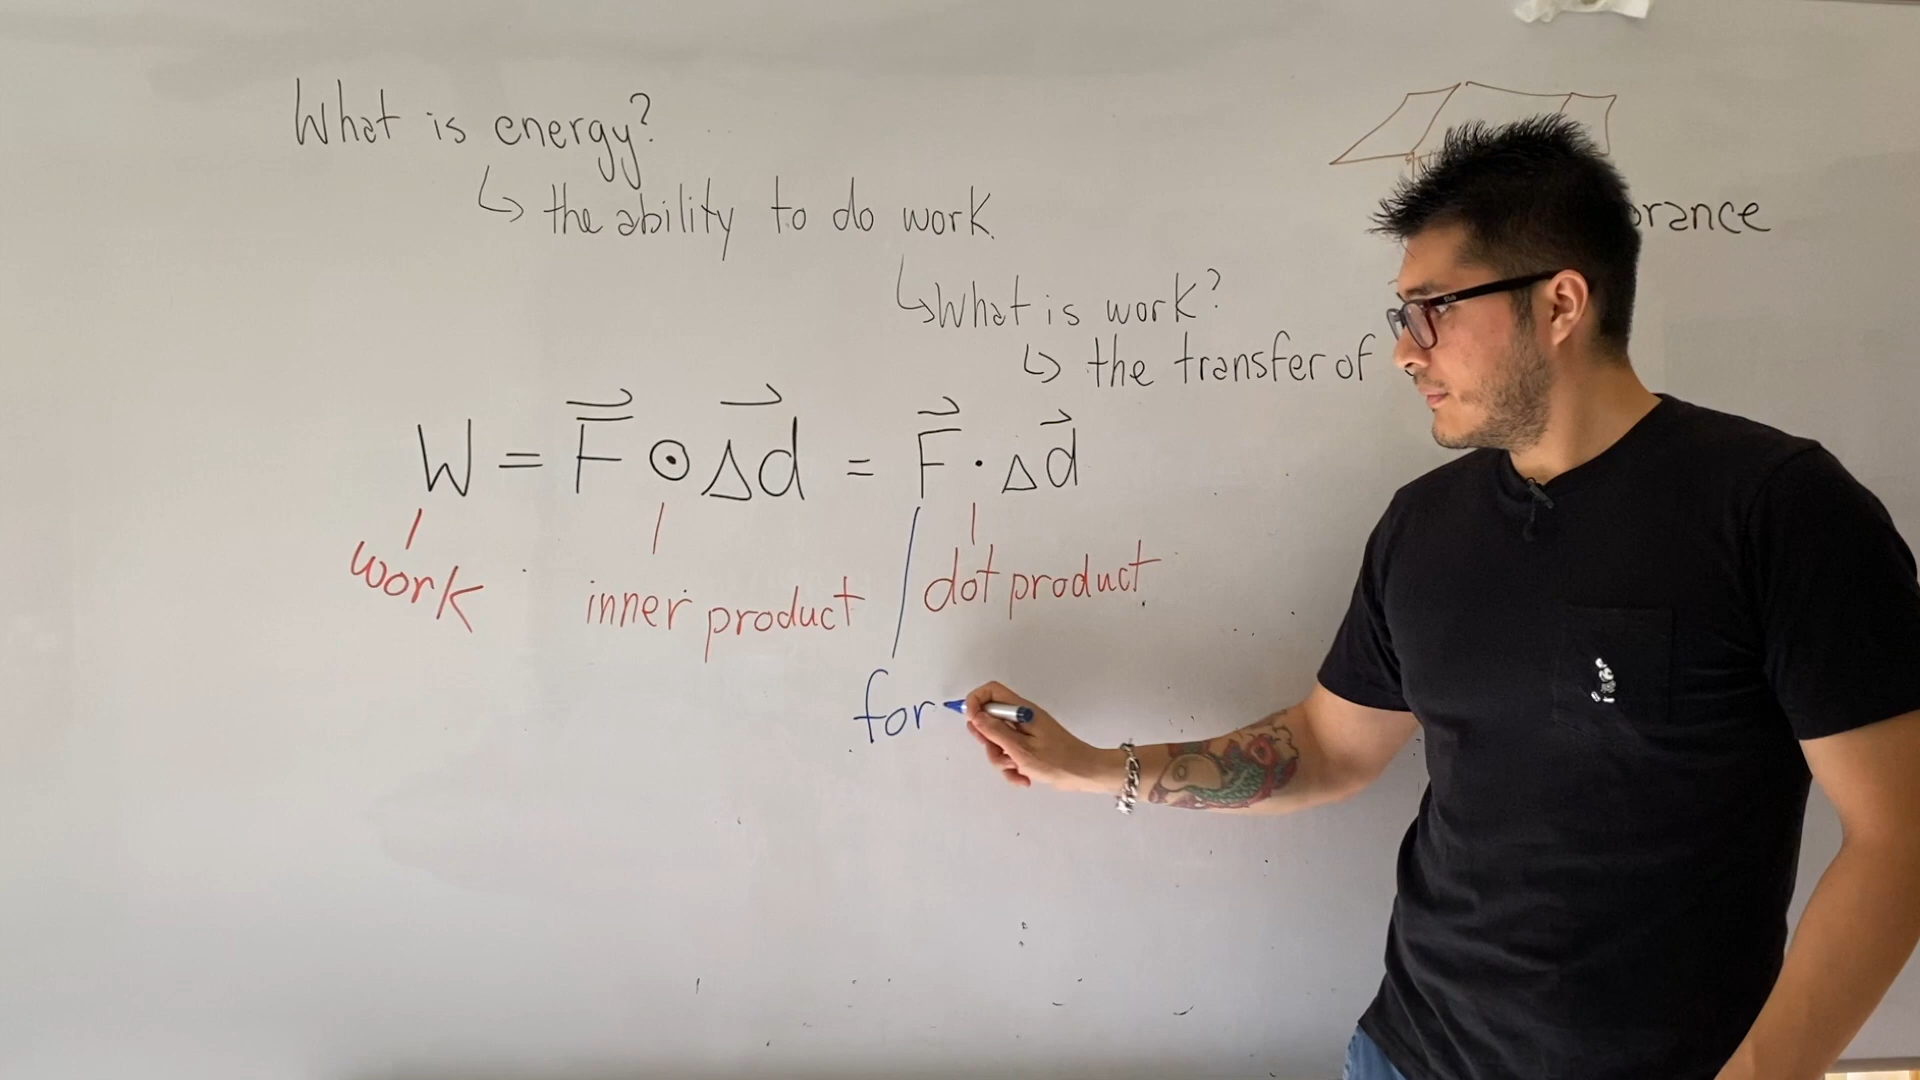 What is energy?
↳ the ability to do work.
↳ What is work?
↳ the transfer of
W = F⃗ ⊙ Δd⃗ = F⃗ · Δd⃗
work
inner product
dot product
for